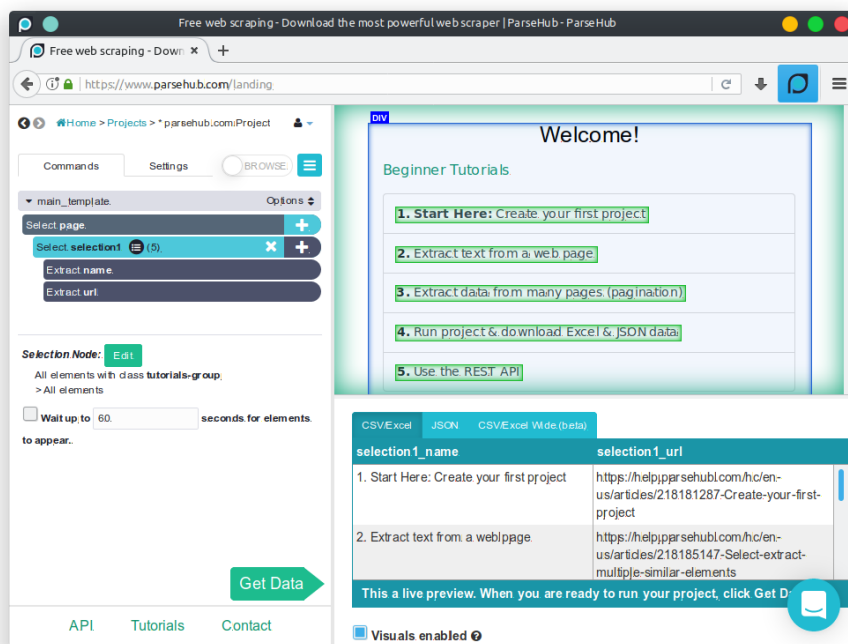 Free web scraping - Download the most powerful web scraper | ParseHub - ParseHub
Free web scraping - Down × +
https://www.parsehub.com/landing
Home > Projects > * parsehub.com Project
Commands Settings BROWSE
main_template Options
Select page
Select selection1 (5)
Extract name
Extract url
Selection Node: Edit
All elements with class tutorials-group
> All elements
Wait up to 60 seconds for elements
to appear.
Get Data
API Tutorials Contact
DIV
Welcome!
Beginner Tutorials
1. Start Here: Create your first project
2. Extract text from a web page
3. Extract data from many pages (pagination)
4. Run project & download Excel & JSON data
5. Use the REST API
CSV/Excel JSON CSV/Excel Wide (beta)
selection1_name selection1_url
1. Start Here: Create your first project
https://help.parsehub.com/hc/en-
us/articles/218181287-Create-your-first-
project
2. Extract text from a webpage
https://help.parsehub.com/hc/en-
us/articles/218185147-Select-extract-
multiple-similar-elements
This a live preview. When you are ready to run your project, click Get D
Visuals enabled